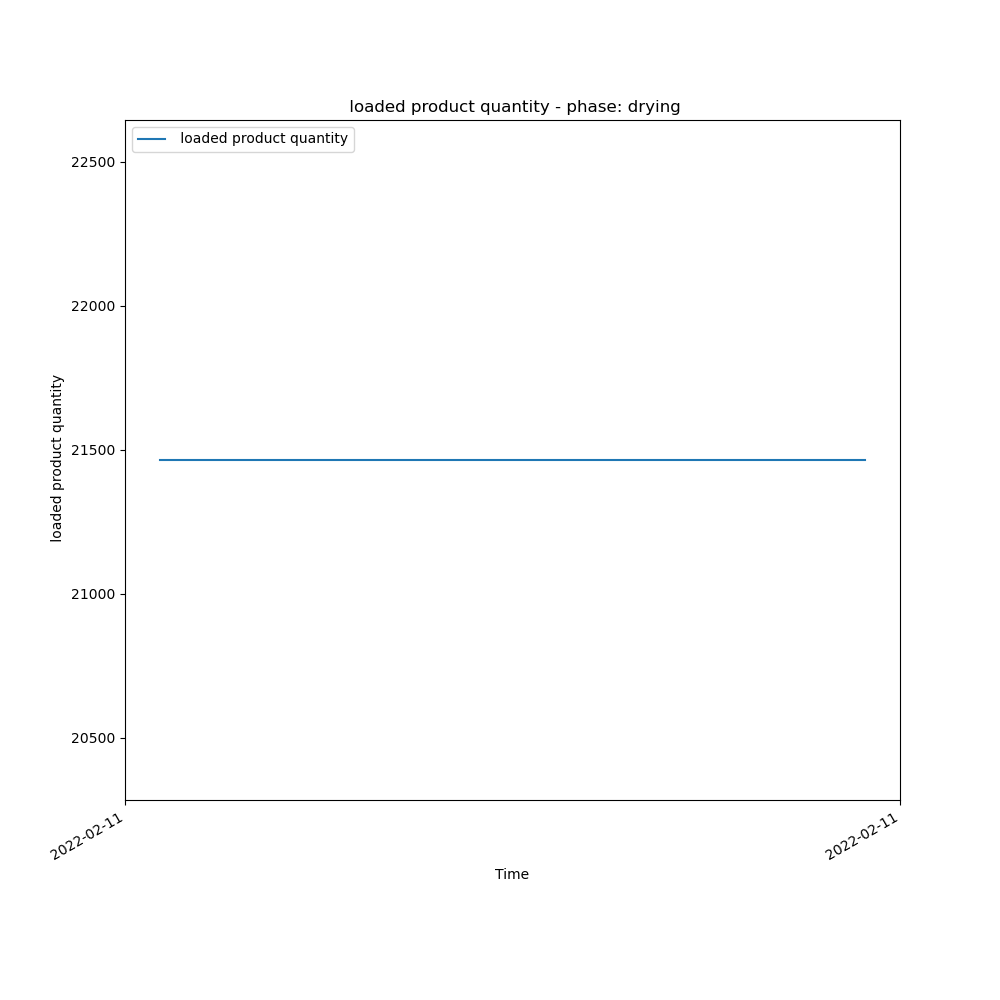 loaded product quantity - phase: drying
loaded product quantity
22500
22000
21500
21000
20500
loaded product quantity
2022-02-11
2022-02-11
Time